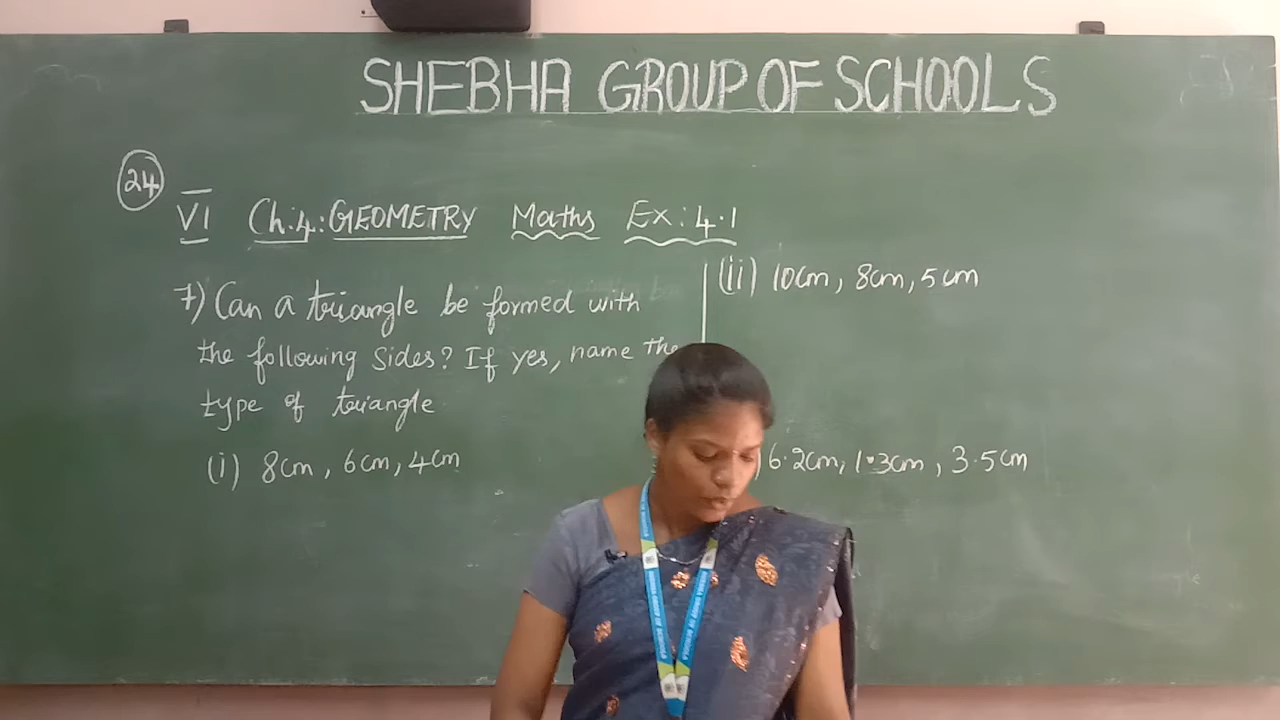 SHEBHA GROUP OF SCHOOLS
24
VI Ch:4: GEOMETRY Maths Ex: 4.1
7) Can a triangle be formed with
the following sides? If yes, name the
type of triangle
(i) 8cm, 6cm, 4cm
(ii) 10cm, 8cm, 5cm
) 6.2cm, 1.3cm, 3.5cm